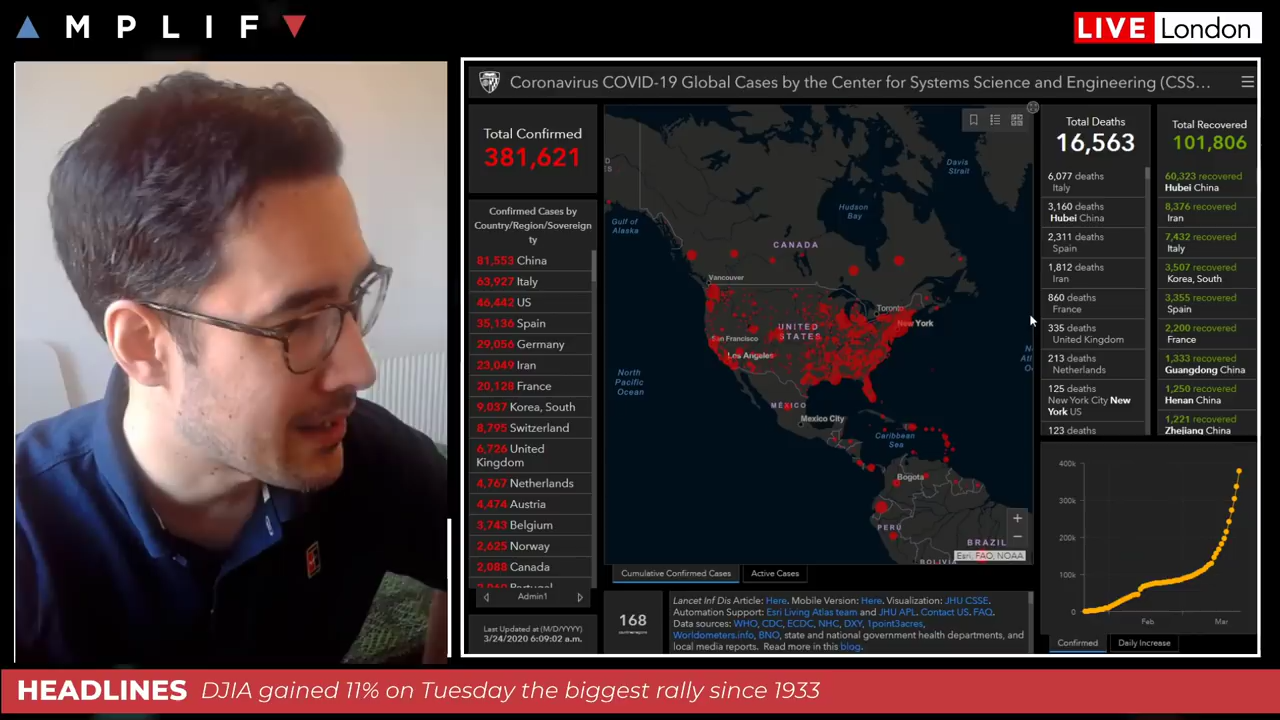 ▲ M P L I F ▼
LIVE London
Coronavirus COVID-19 Global Cases by the Center for Systems Science and Engineering (CSS...
Total Confirmed
381,621
Confirmed Cases by
Country/Region/Sovereign
ty
81,553 China
63,927 Italy
46,442 US
35,136 Spain
29,056 Germany
23,049 Iran
20,128 France
9,037 Korea, South
8,795 Switzerland
6,726 United
Kingdom
4,767 Netherlands
4,474 Austria
3,743 Belgium
2,625 Norway
2,088 Canada
Portugal
Admin1
Last Updated at (M/D/YYYY)
3/24/2020 6:09:02 a.m.
Davis
Strait
Hudson
Bay
Gulf of
Alaska
CANADA
Vancouver
Toronto
UNITED
STATES
New York
San Francisco
Los Angeles
North
Pacific
Ocean
MÉXICO
Mexico City
Caribbean
Sea
Bogota
PERU
BRAZIL
BOLIVIA
Esri, FAO, NOAA
Cumulative Confirmed Cases
Active Cases
168
Lancet Inf Dis Article: Here. Mobile Version: Here. Visualization: JHU CSSE.
Automation Support: Esri Living Atlas team and JHU APL. Contact US. FAQ.
Data sources: WHO, CDC, ECDC, NHC, DXY, 1point3acres,
Worldometers.info, BNO, state and national government health departments, and
local media reports. Read more in this blog.
Total Deaths
16,563
6,077 deaths
Italy
3,160 deaths
Hubei China
2,311 deaths
Spain
1,812 deaths
Iran
860 deaths
France
335 deaths
United Kingdom
213 deaths
Netherlands
125 deaths
New York City New
York US
123 deaths
Total Recovered
101,806
60,323 recovered
Hubei China
8,376 recovered
Iran
7,432 recovered
Italy
3,507 recovered
Korea, South
3,355 recovered
Spain
2,200 recovered
France
1,333 recovered
Guangdong China
1,250 recovered
Henan China
1,221 recovered
Zhejiang China
400k
300k
200k
100k
0
Feb
Mar
Confirmed
Daily Increase
HEADLINES DJIA gained 11% on Tuesday the biggest rally since 1933